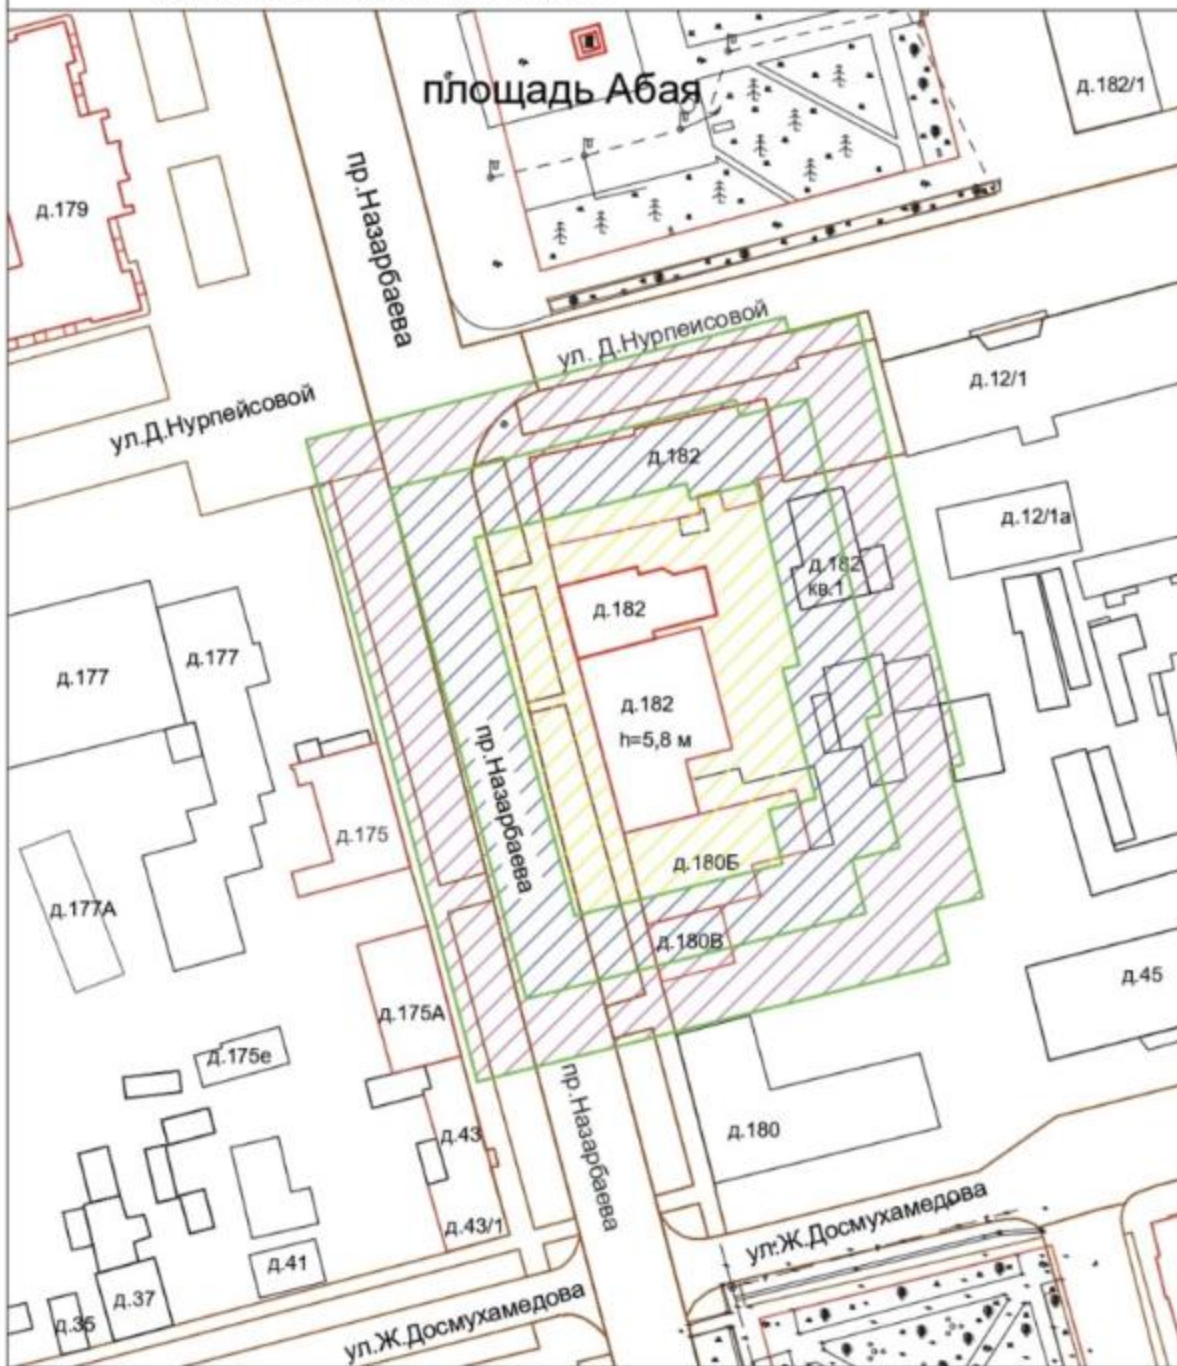 площадь Абая
д.182/1
д.179
пр.Назарбаева
ул. Д.Нурпеисовой
д.12/1
ул.Д.Нурпейсовой
д.182
д.12/1а
д.182
кв.1
д.182
д.177
д.177
д.182
h=5,8 м
пр.Назарбаева
д.175
д.180Б
д.177А
д.180В
д.45
д.175А
д.175е
пр.Назарбаева
д.180
д.43
ул.Ж.Досмухамедова
д.43/1
д.41
д.37
д.35
ул.Ж.Досмухамедова